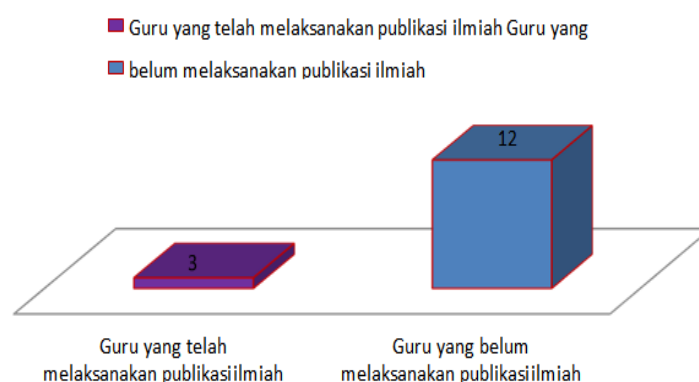 Guru yang telah melaksanakan publikasi ilmiah Guru yang
belum melaksanakan publikasi ilmiah
12
3
Guru yang telah
melaksanakan publikasiilmiah
Guru yang belum
melaksanakan publikasiilmiah